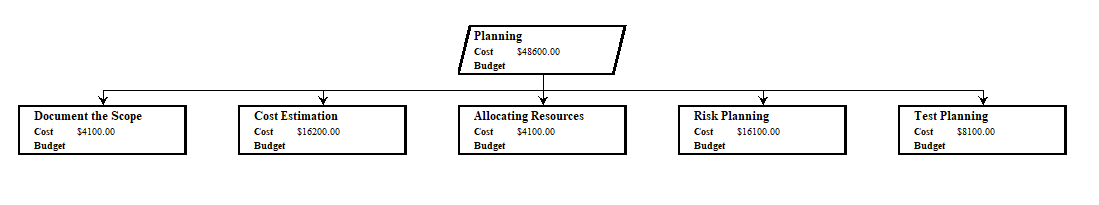 Planning
Cost $48600.00
Budget
Document the Scope
Cost $4100.00
Budget
Cost Estimation
Cost $16200.00
Budget
Allocating Resources
Cost $4100.00
Budget
Risk Planning
Cost $16100.00
Budget
Test Planning
Cost $8100.00
Budget